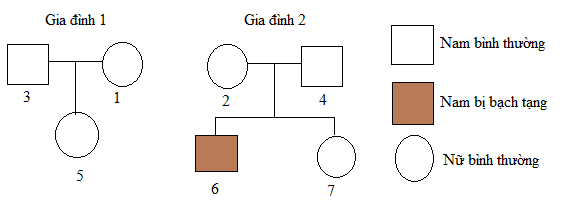 Gia đình 1
Gia đình 2
Nam bình thường
3
1
2
4
Nam bị bạch tạng
5
6
7
Nữ bình thường